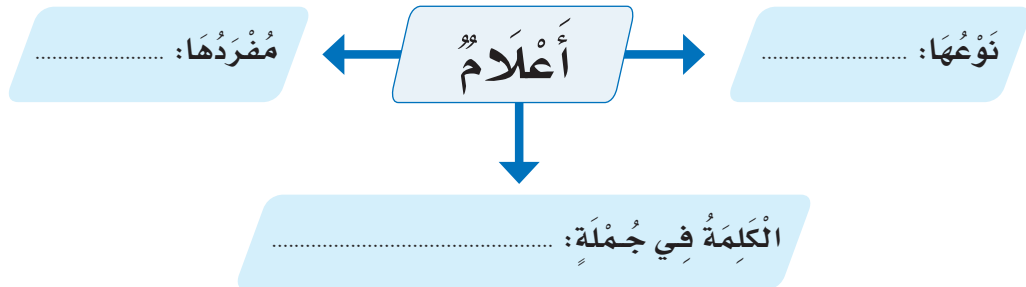 نَوْعُهَا: ........................
أَعْلَامٌ
مُفْرَدُهَا: ......................
الْكَلِمَةُ فِي جُمْلَةٍ: ...............................................